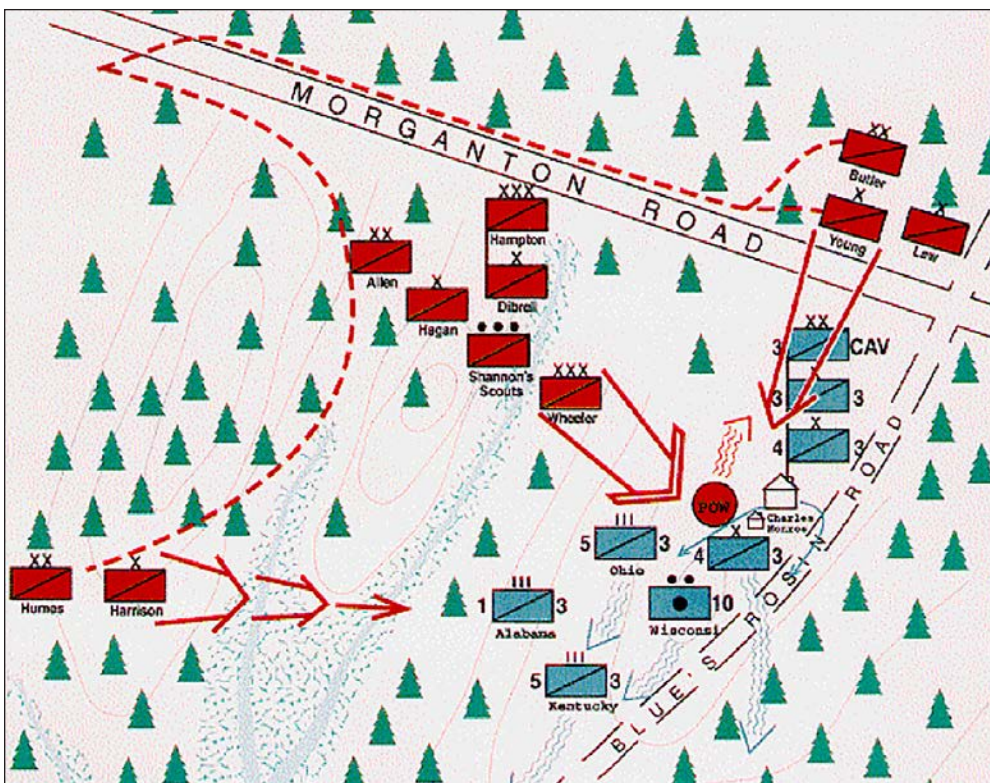 MORGANTON ROAD
XX
Butler
X
Young
X
Law
XXX
Hampton
XX
Allen
X
Dibrell
X
Hagan
Shannon's
Scouts
XXX
Wheeler
XX
3 CAV
3 3
X
4 3
POW
Charles
Monroe
III
5 3
Ohio
X
4 3
XX
Humes
X
Harrison
III
1 3
Alabama
10
Wisconsi
III
5 3
Kentucky
BLUE'S ROSIN ROAD